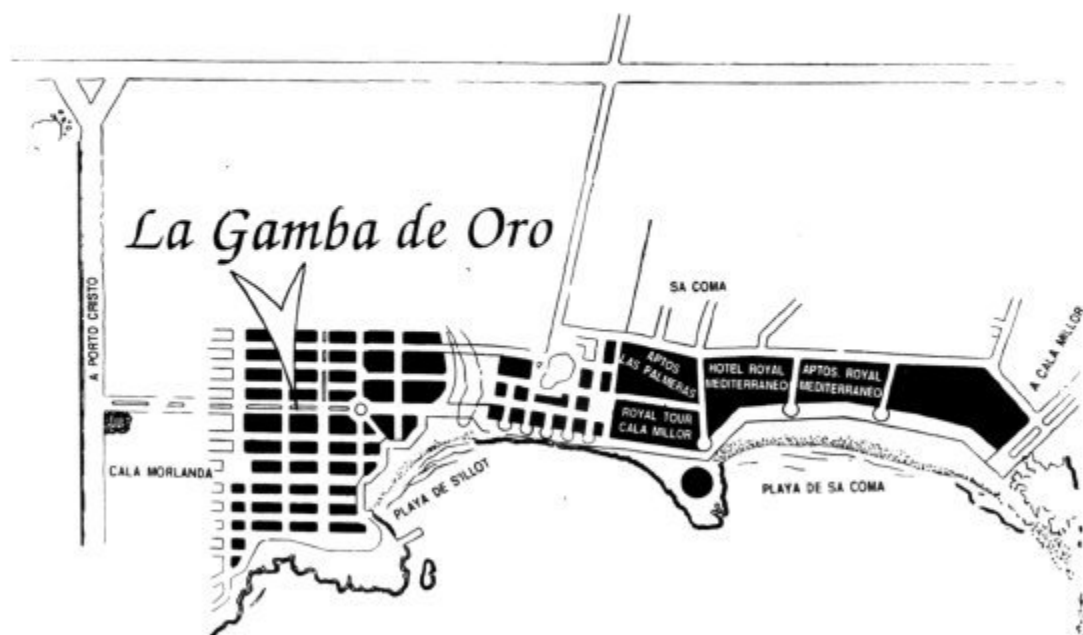 La Gamba de Oro
A PORTO CRISTO
SA COMA
A CALA MILLOR
APTOS
LAS PALMERAS
HOTEL ROYAL
MEDITERRANEO
APTOS. ROYAL
MEDITERRANEO
ROYAL TOUR
CALA MILLOR
CALA MORLANDA
PLAYA DE S'ILLOT
PLAYA DE SA COMA